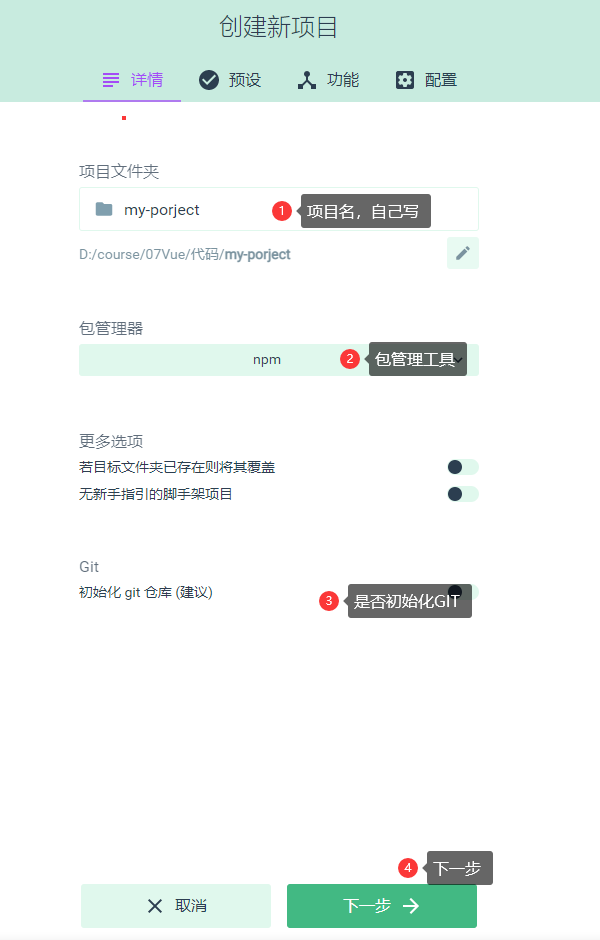 创建新项目
详情 预设 功能 配置
项目文件夹
my-porject 1 项目名，自己写
D:/course/07Vue/代码/my-porject
包管理器
npm 2 包管理工具
更多选项
若目标文件夹已存在则将其覆盖
无新手指引的脚手架项目
Git
初始化 git 仓库 (建议) 3 是否初始化GIT
4 下一步
取消 下一步